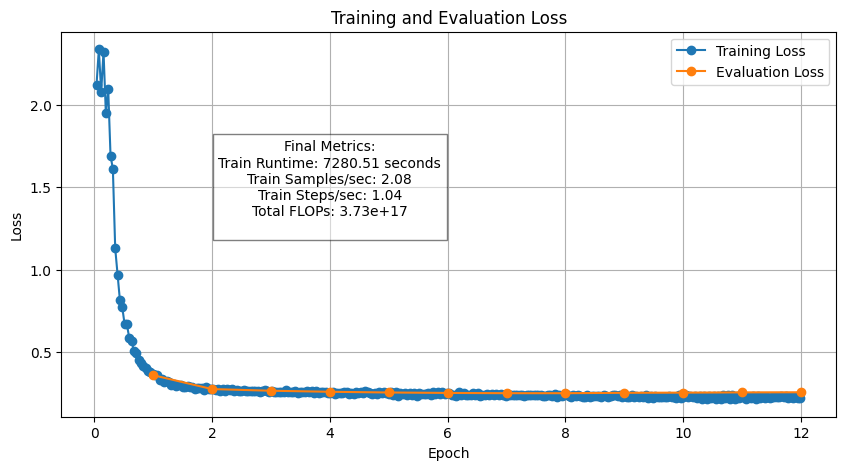 Training and Evaluation Loss
Training Loss
Evaluation Loss
Final Metrics:
Train Runtime: 7280.51 seconds
Train Samples/sec: 2.08
Train Steps/sec: 1.04
Total FLOPs: 3.73e+17
Loss
2.0
1.5
1.0
0.5
0
2
4
6
8
10
12
Epoch